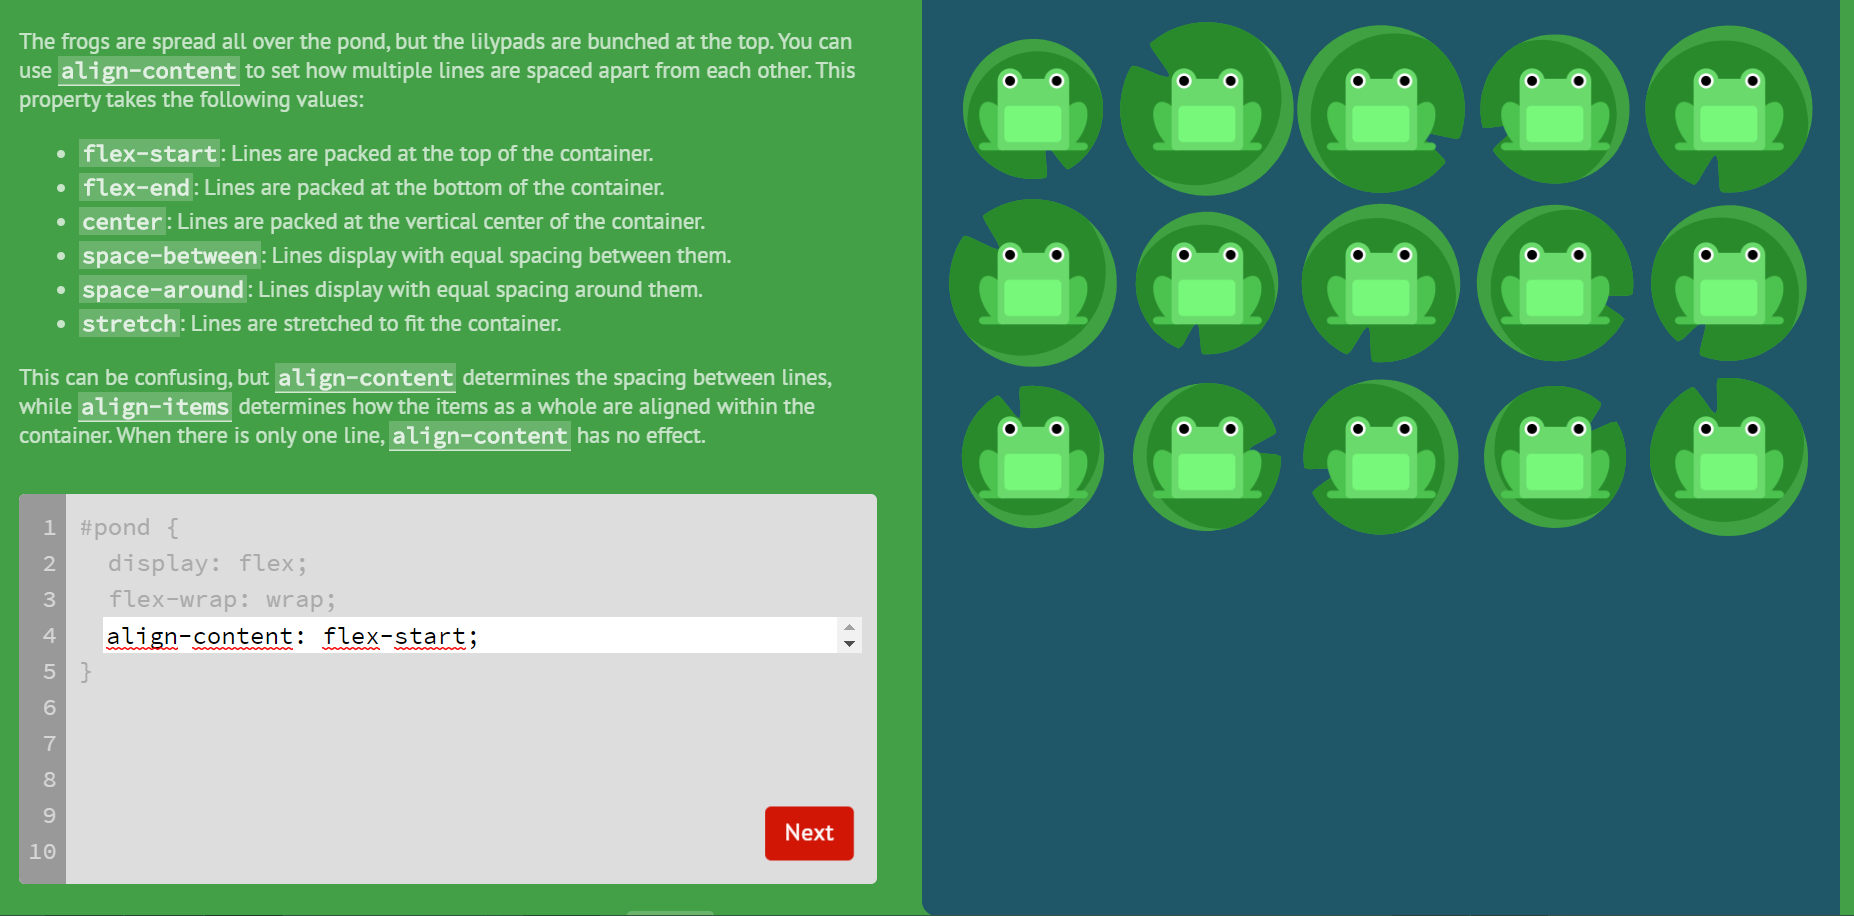 The frogs are spread all over the pond, but the lilypads are bunched at the top. You can
use align-content to set how multiple lines are spaced apart from each other. This
property takes the following values:
• flex-start: Lines are packed at the top of the container.
• flex-end: Lines are packed at the bottom of the container.
• center: Lines are packed at the vertical center of the container.
• space-between: Lines display with equal spacing between them.
• space-around: Lines display with equal spacing around them.
• stretch: Lines are stretched to fit the container.
This can be confusing, but align-content determines the spacing between lines,
while align-items determines how the items as a whole are aligned within the
container. When there is only one line, align-content has no effect.
1 #pond {
2 display: flex;
3 flex-wrap: wrap;
4 align-content: flex-start;
5 }
6
7
8
9
10
Next